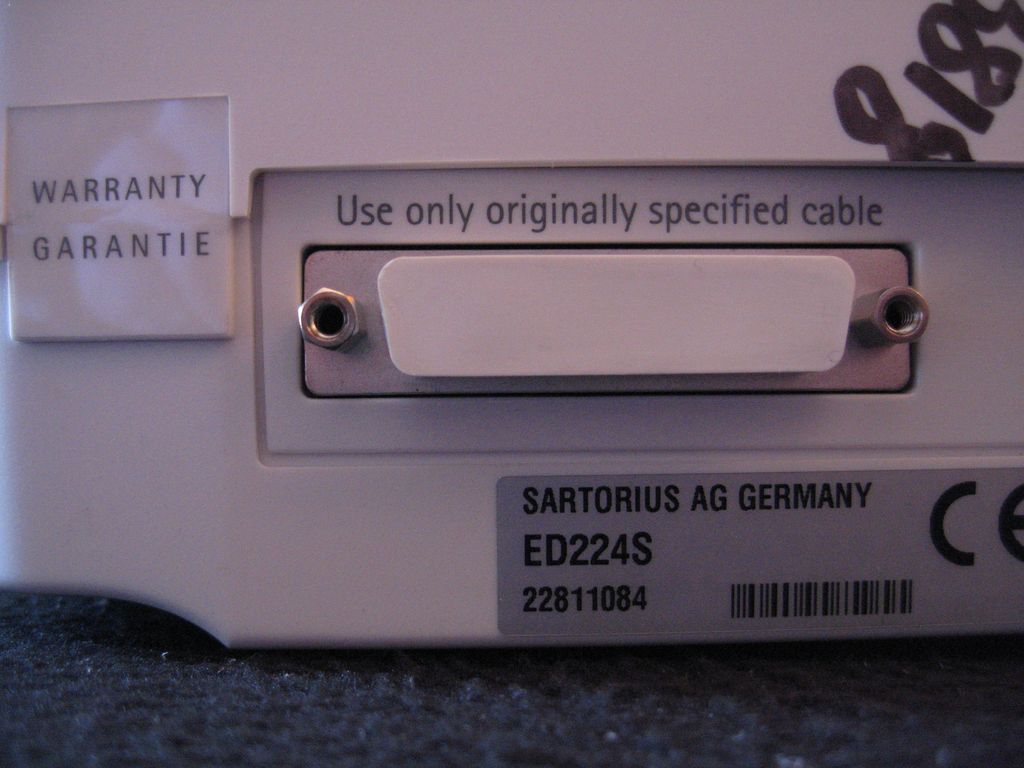 WARRANTY
GARANTIE
Use only originally specified cable
SARTORIUS AG GERMANY
ED224S
22811084
CE